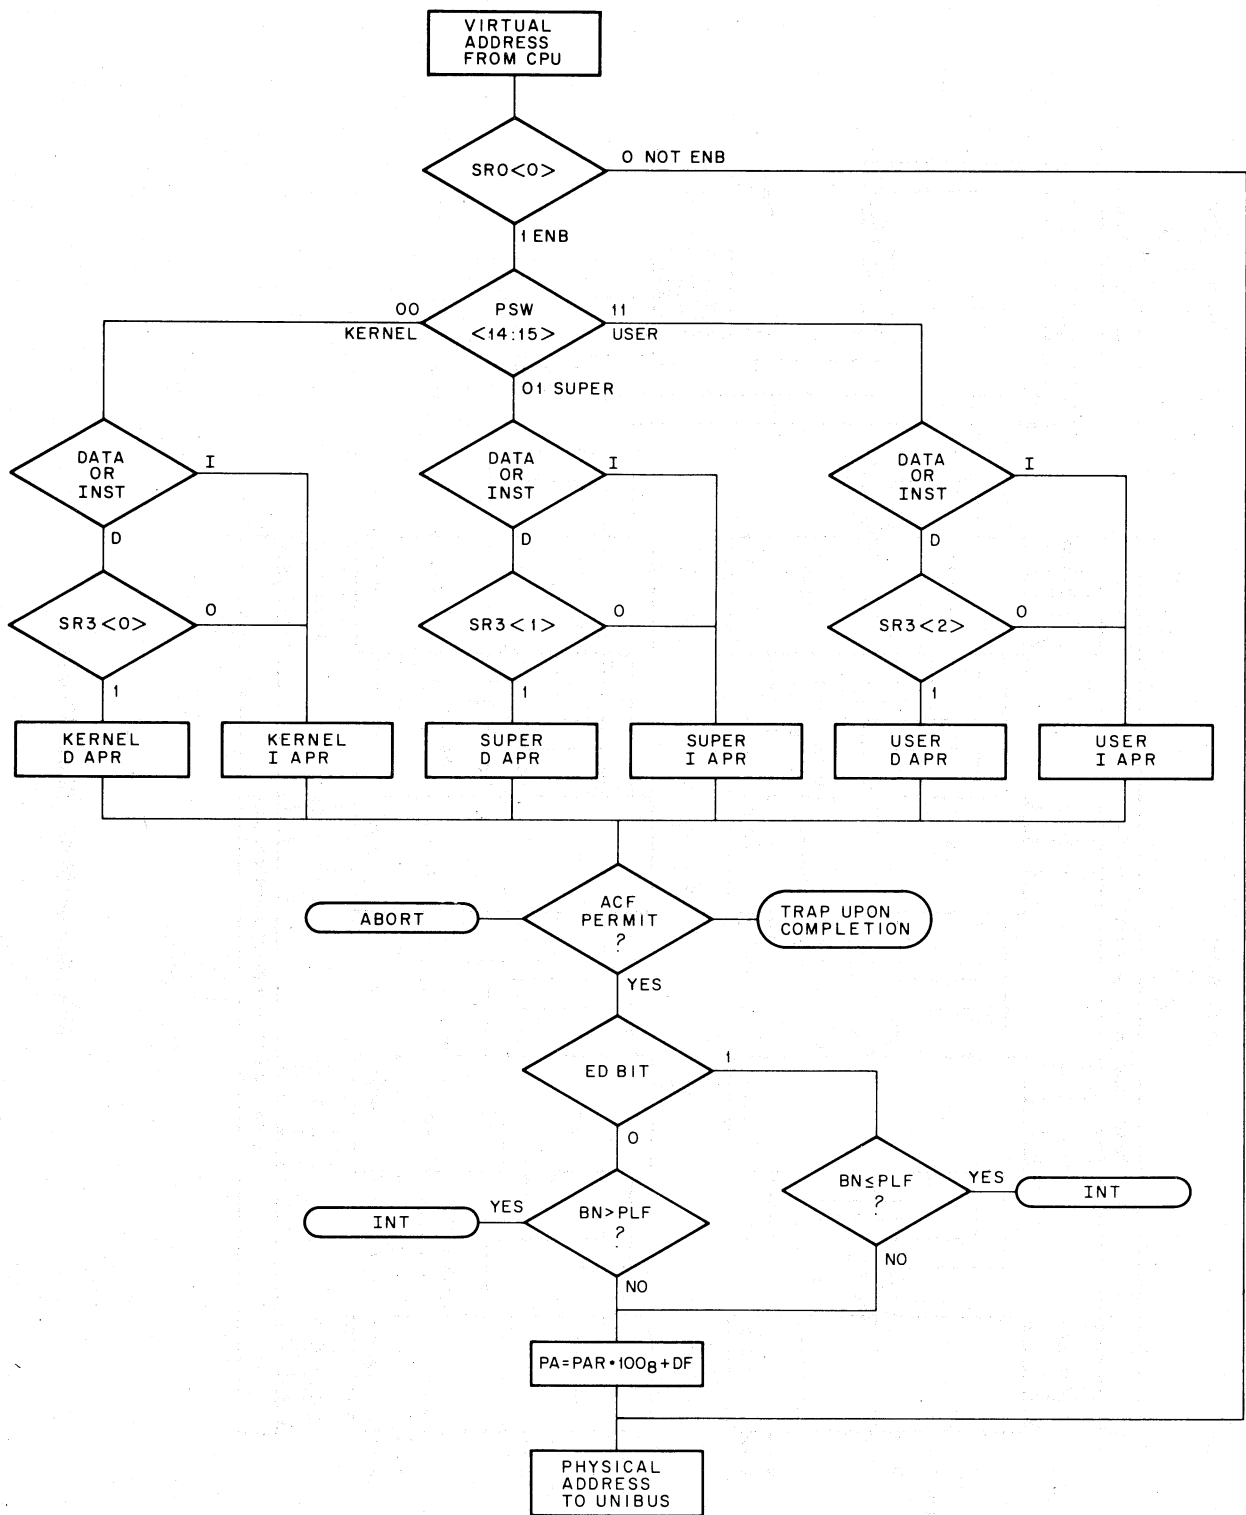 VIRTUAL
ADDRESS
FROM CPU
SR0<0>
0 NOT ENB
1 ENB
00
KERNEL
PSW
<14:15>
11
USER
01 SUPER
DATA
OR
INST
I
D
DATA
OR
INST
I
D
DATA
OR
INST
I
D
SR3<0>
0
1
SR3<1>
0
1
SR3<2>
0
1
KERNEL
D APR
KERNEL
I APR
SUPER
D APR
SUPER
I APR
USER
D APR
USER
I APR
ABORT
ACF
PERMIT
?
TRAP UPON
COMPLETION
YES
ED BIT
1
0
BN≤PLF
?
YES
INT
NO
INT
YES
BN>PLF
?
NO
PA=PAR•100₈+DF
PHYSICAL
ADDRESS
TO UNIBUS